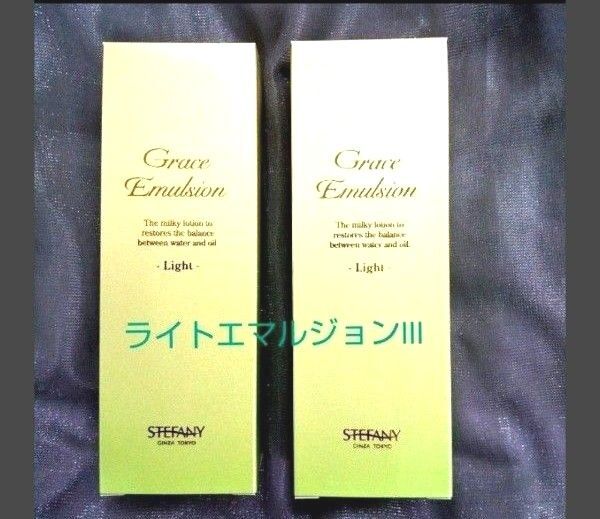 Grace
Emulsion
The milky lotion to
restores the balance
between water and oil
- Light -
STEFANY
GINZA TOKYO
Grace
Emulsion
The milky lotion to
restores the balance
between water and oil.
- Light -
STEFANY
GINZA TOKYO
ライトエマルジョンIII